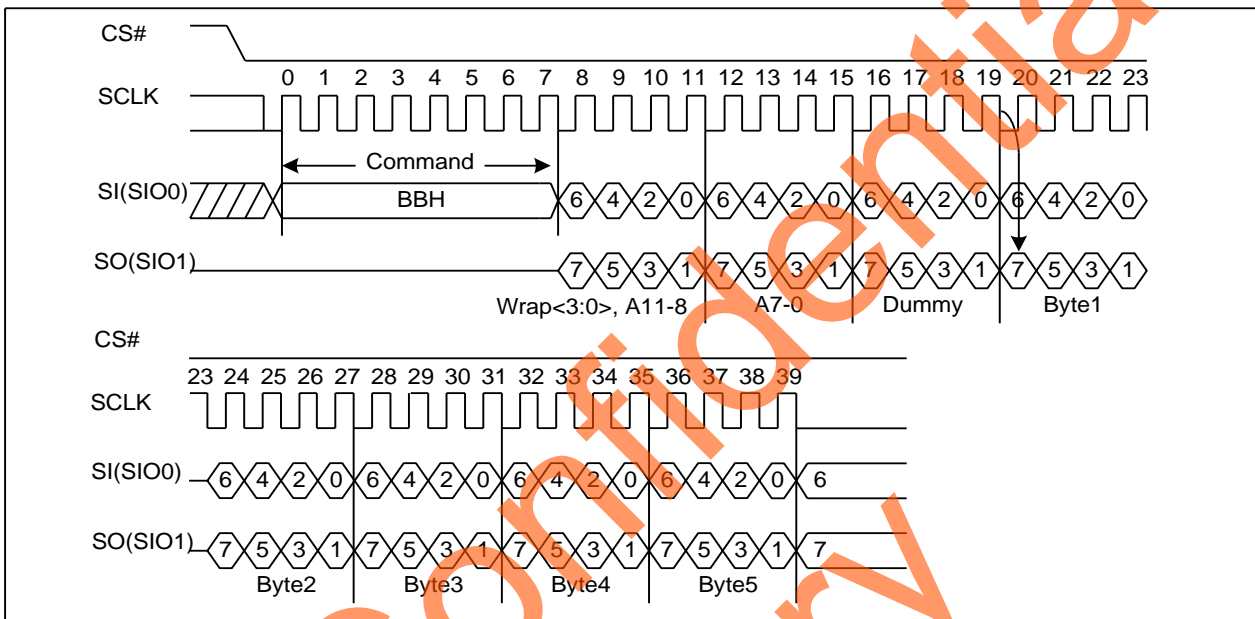 CS#
0 1 2 3 4 5 6 7 8 9 10 11 12 13 14 15 16 17 18 19 20 21 22 23
SCLK
Command
SI(SIO0) BBH 6 4 2 0 6 4 2 0 6 4 2 0 6 4 2 0
SO(SIO1) 7 5 3 1 7 5 3 1 7 5 3 1 7 5 3 1
Wrap<3:0>, A11-8 A7-0 Dummy Byte1
CS#
23 24 25 26 27 28 29 30 31 32 33 34 35 36 37 38 39
SCLK
SI(SIO0) 6 4 2 0 6 4 2 0 6 4 2 0 6 4 2 0 6
SO(SIO1) 7 5 3 1 7 5 3 1 7 5 3 1 7 5 3 1 7
Byte2 Byte3 Byte4 Byte5
confidentia